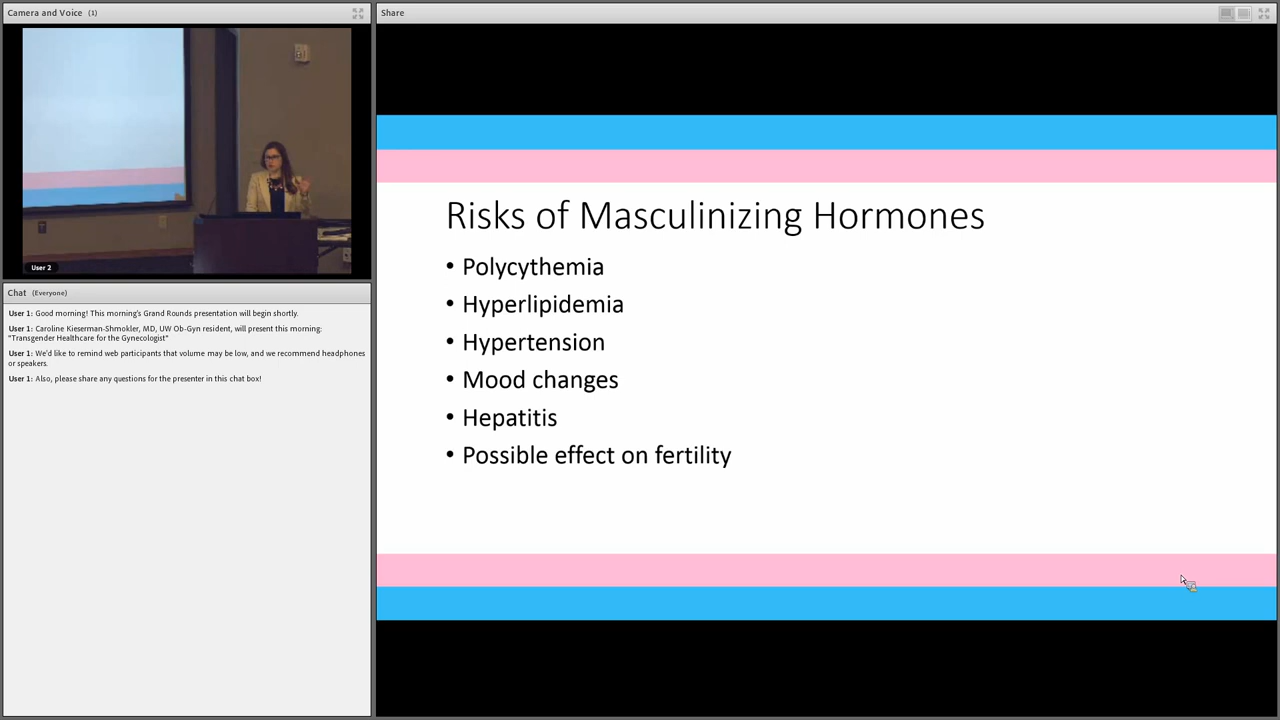 Camera and Voice (1)
User 2
Chat (Everyone)
User 1: Good morning! This morning's Grand Rounds presentation will begin shortly.
User 1: Caroline Kieserman-Shmokler, MD, UW Ob-Gyn resident, will present this morning:
"Transgender Healthcare for the Gynecologist"
User 1: We'd like to remind web participants that volume may be low, and we recommend headphones
or speakers.
User 1: Also, please share any questions for the presenter in this chat box!
Share
Risks of Masculinizing Hormones
• Polycythemia
• Hyperlipidemia
• Hypertension
• Mood changes
• Hepatitis
• Possible effect on fertility